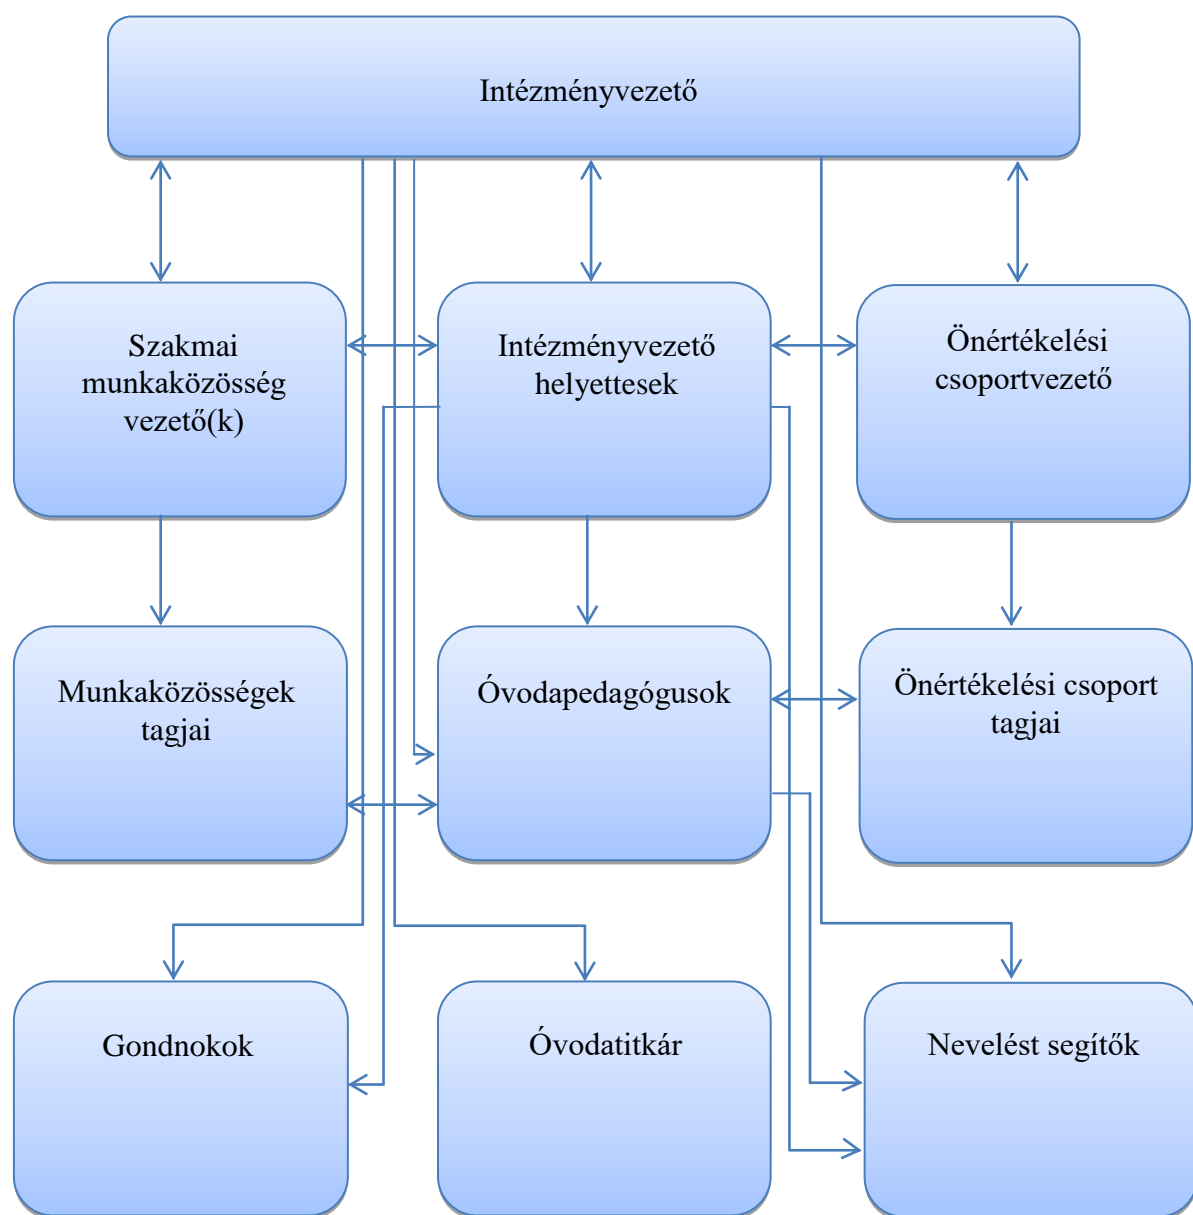 Intézményvezető
Szakmai
munkaközösség
vezető(k)
Intézményvezető
helyettesek
Önértékelési
csoportvezető
Munkaközösségek
tagjai
Óvodapedagógusok
Önértékelési csoport
tagjai
Gondnokok
Óvodatitkár
Nevelést segítők